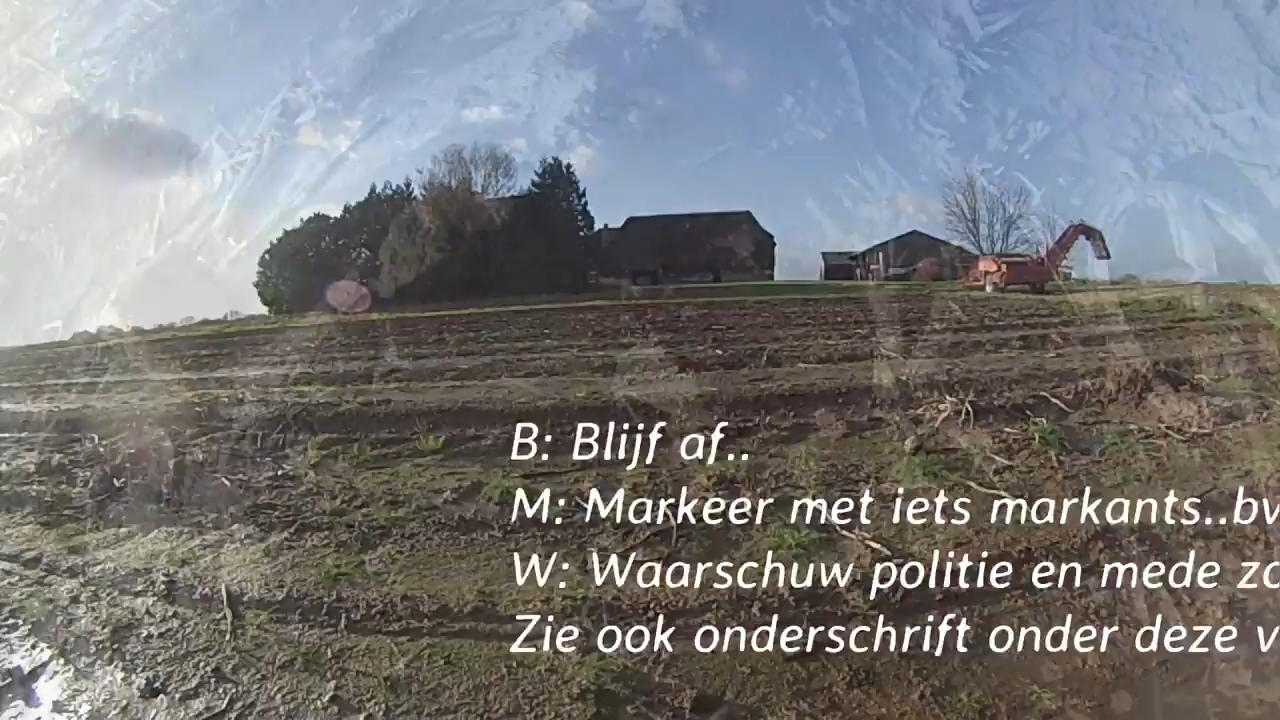 B: Blijf af..
M: Markeer met iets markants..bv
W: Waarschuw politie en mede zo
Zie ook onderschrift onder deze v